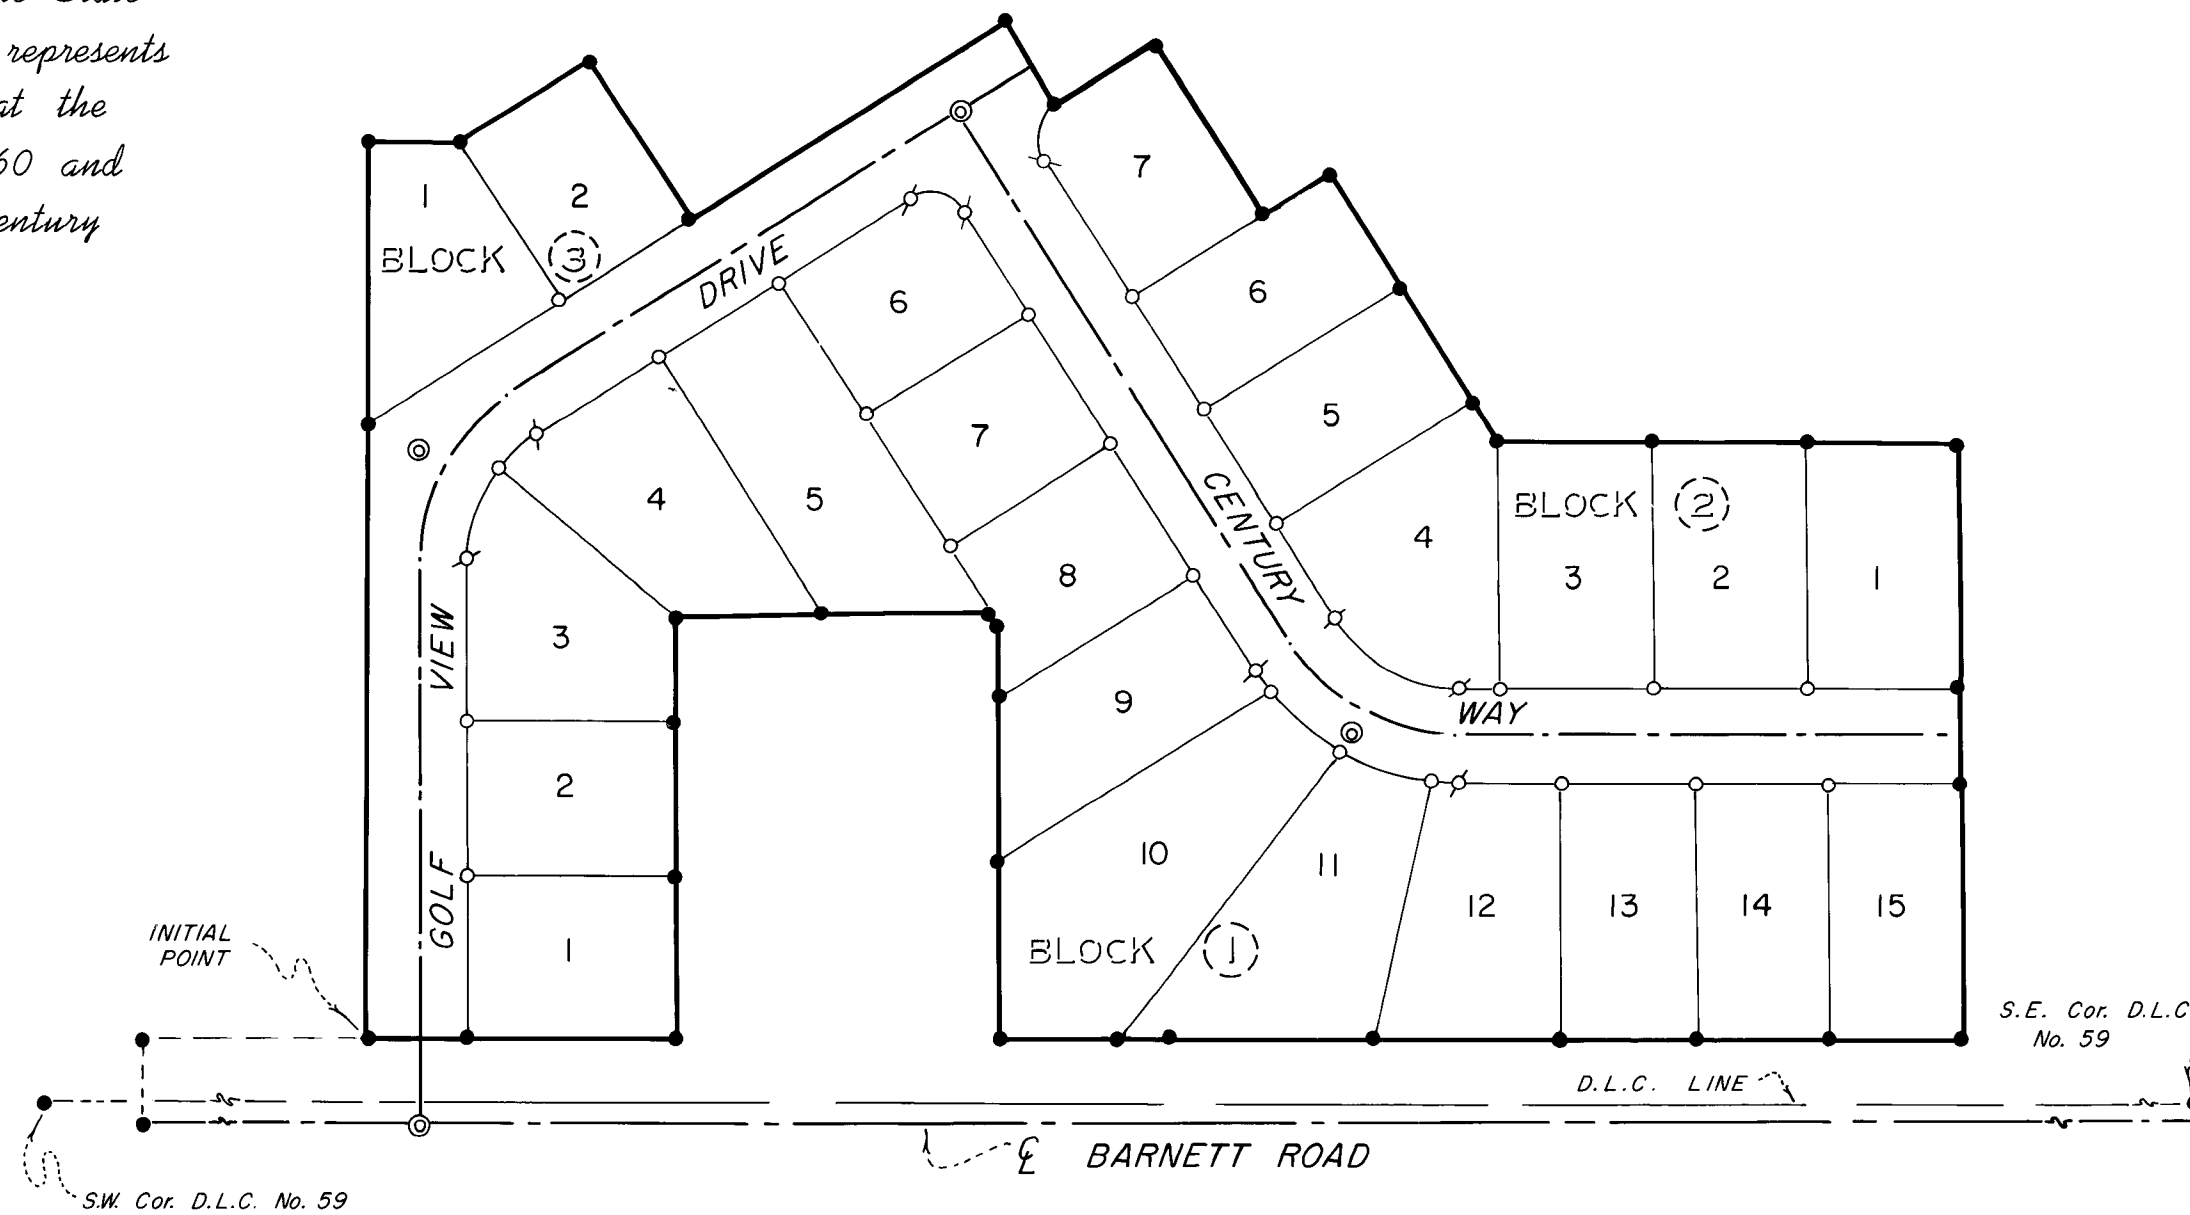 represents
at the
60 and
1
2
BLOCK 3
7
6
5
4
BLOCK 2
3
2
1
DRIVE
6
7
4
5
8
3
9
2
10
11
12
13
14
15
1
BLOCK 1
GOLF VIEW
CENTURY
WAY
INITIAL
POINT
S.E. Cor. D.L.C
No. 59
D.L.C. LINE
℄ BARNETT ROAD
S.W. Cor. D.L.C. No. 59